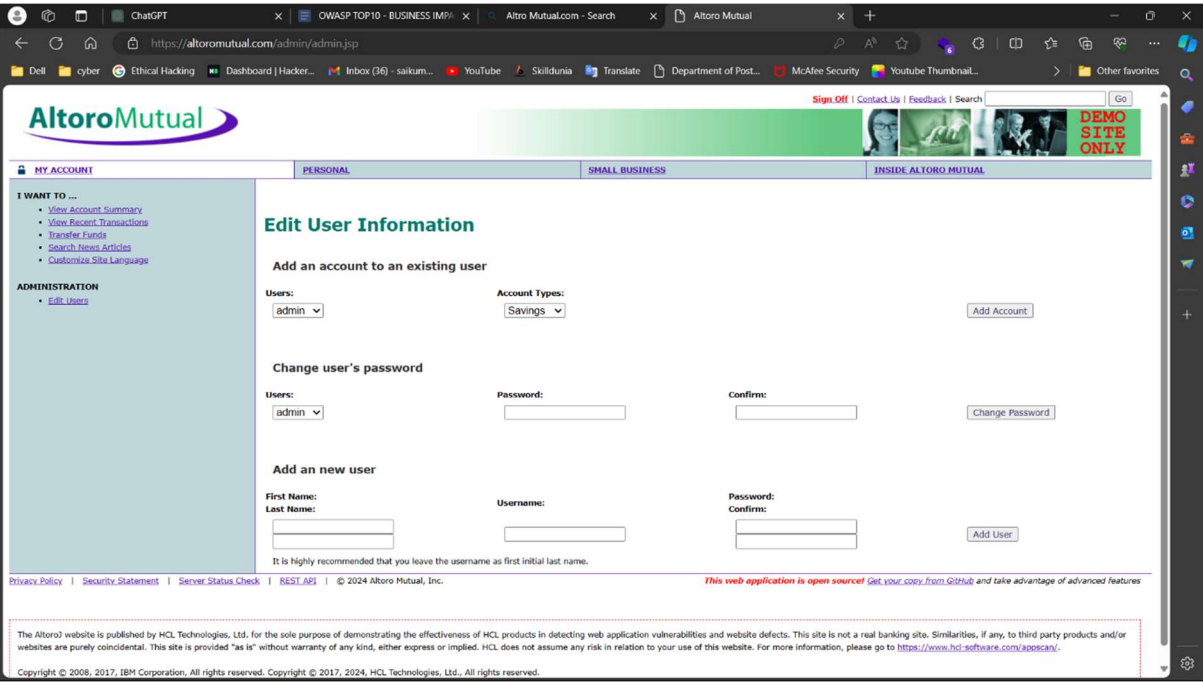 ChatGPT
OWASP TOP10 - BUSINESS IMPA
Altro Mutual.com - Search
Altoro Mutual
https://altoromutual.com/admin/admin.jsp
6
Dell
cyber
Ethical Hacking
Dashboard | Hacker...
Inbox (36) - saikum...
YouTube
Skilldunia
Translate
Department of Post...
McAfee Security
Youtube Thumbnail...
Other favorites
Sign Off | Contact Us | Feedback | Search
Go
AltoroMutual
DEMO
SITE
ONLY
MY ACCOUNT
PERSONAL
SMALL BUSINESS
INSIDE ALTORO MUTUAL
I WANT TO ...
View Account Summary
View Recent Transactions
Transfer Funds
Search News Articles
Customize Site Language
ADMINISTRATION
Edit Users
Edit User Information
Add an account to an existing user
Users:
Account Types:
admin
Savings
Add Account
Change user's password
Users:
Password:
Confirm:
admin
Change Password
Add an new user
First Name:
Last Name:
Username:
Password:
Confirm:
Add User
It is highly recommended that you leave the username as first initial last name.
Privacy Policy | Security Statement | Server Status Check | REST API | © 2024 Altoro Mutual, Inc.
This web application is open source! Get your copy from GitHub and take advantage of advanced features
The AltoroJ website is published by HCL Technologies, Ltd. for the sole purpose of demonstrating the effectiveness of HCL products in detecting web application vulnerabilities and website defects. This site is not a real banking site. Similarities, if any, to third party products and/or
websites are purely coincidental. This site is provided "as is" without warranty of any kind, either express or implied. HCL does not assume any risk in relation to your use of this website. For more information, please go to https://www.hcl-software.com/appscan/.
Copyright © 2008, 2017, IBM Corporation, All rights reserved. Copyright © 2017, 2024, HCL Technologies, Ltd., All rights reserved.